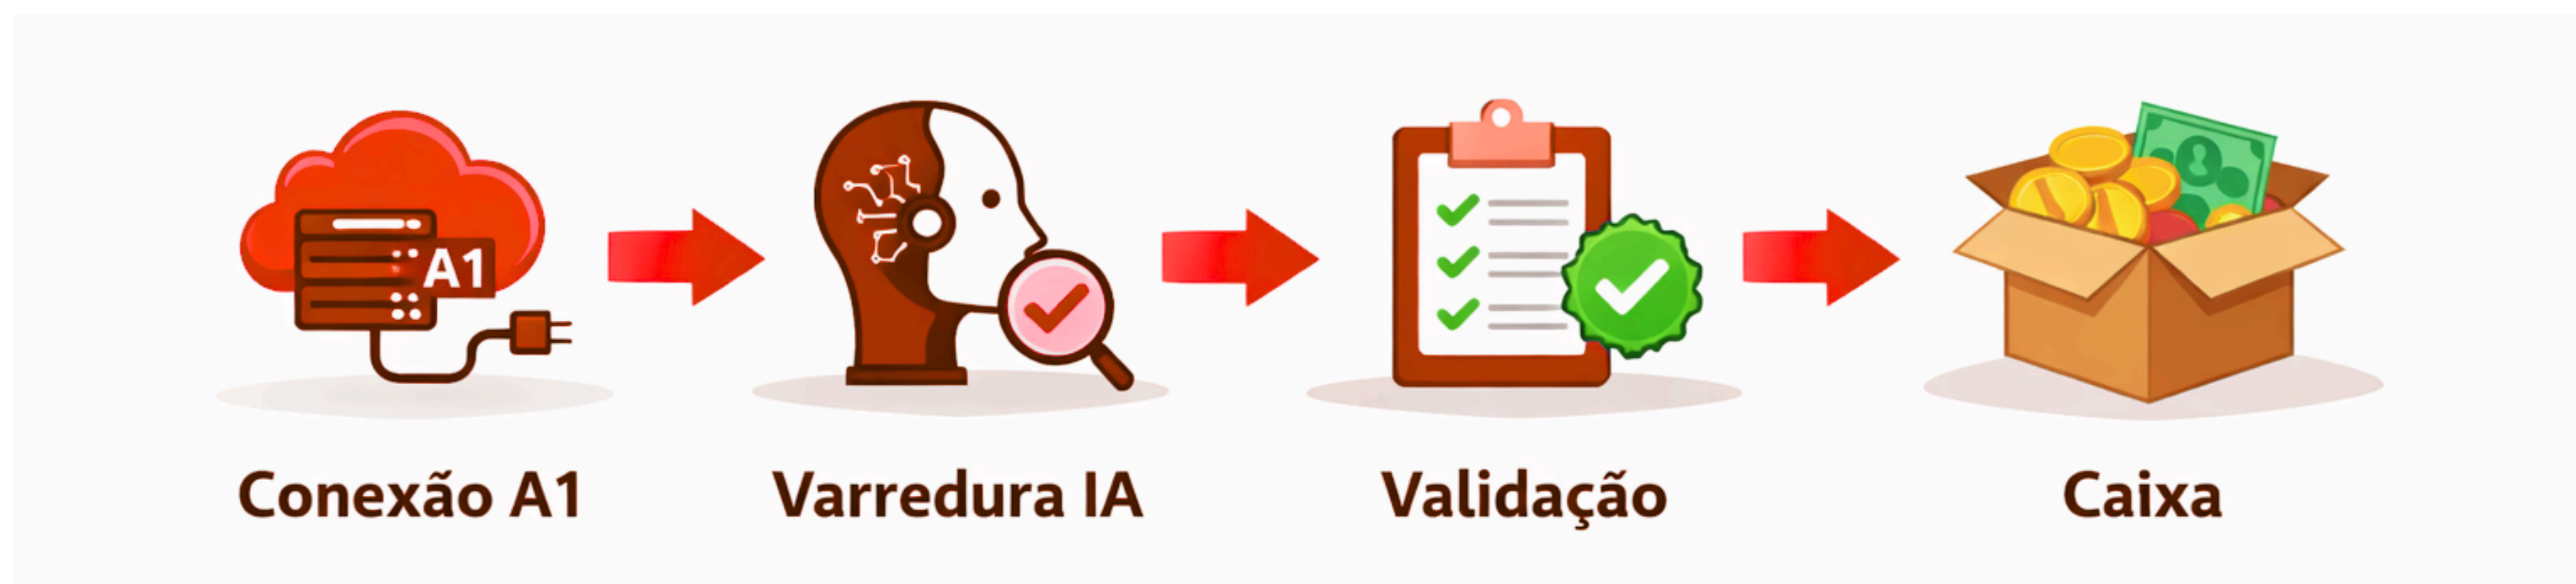 A1
Conexão A1
Varredura IA
Validação
Caixa